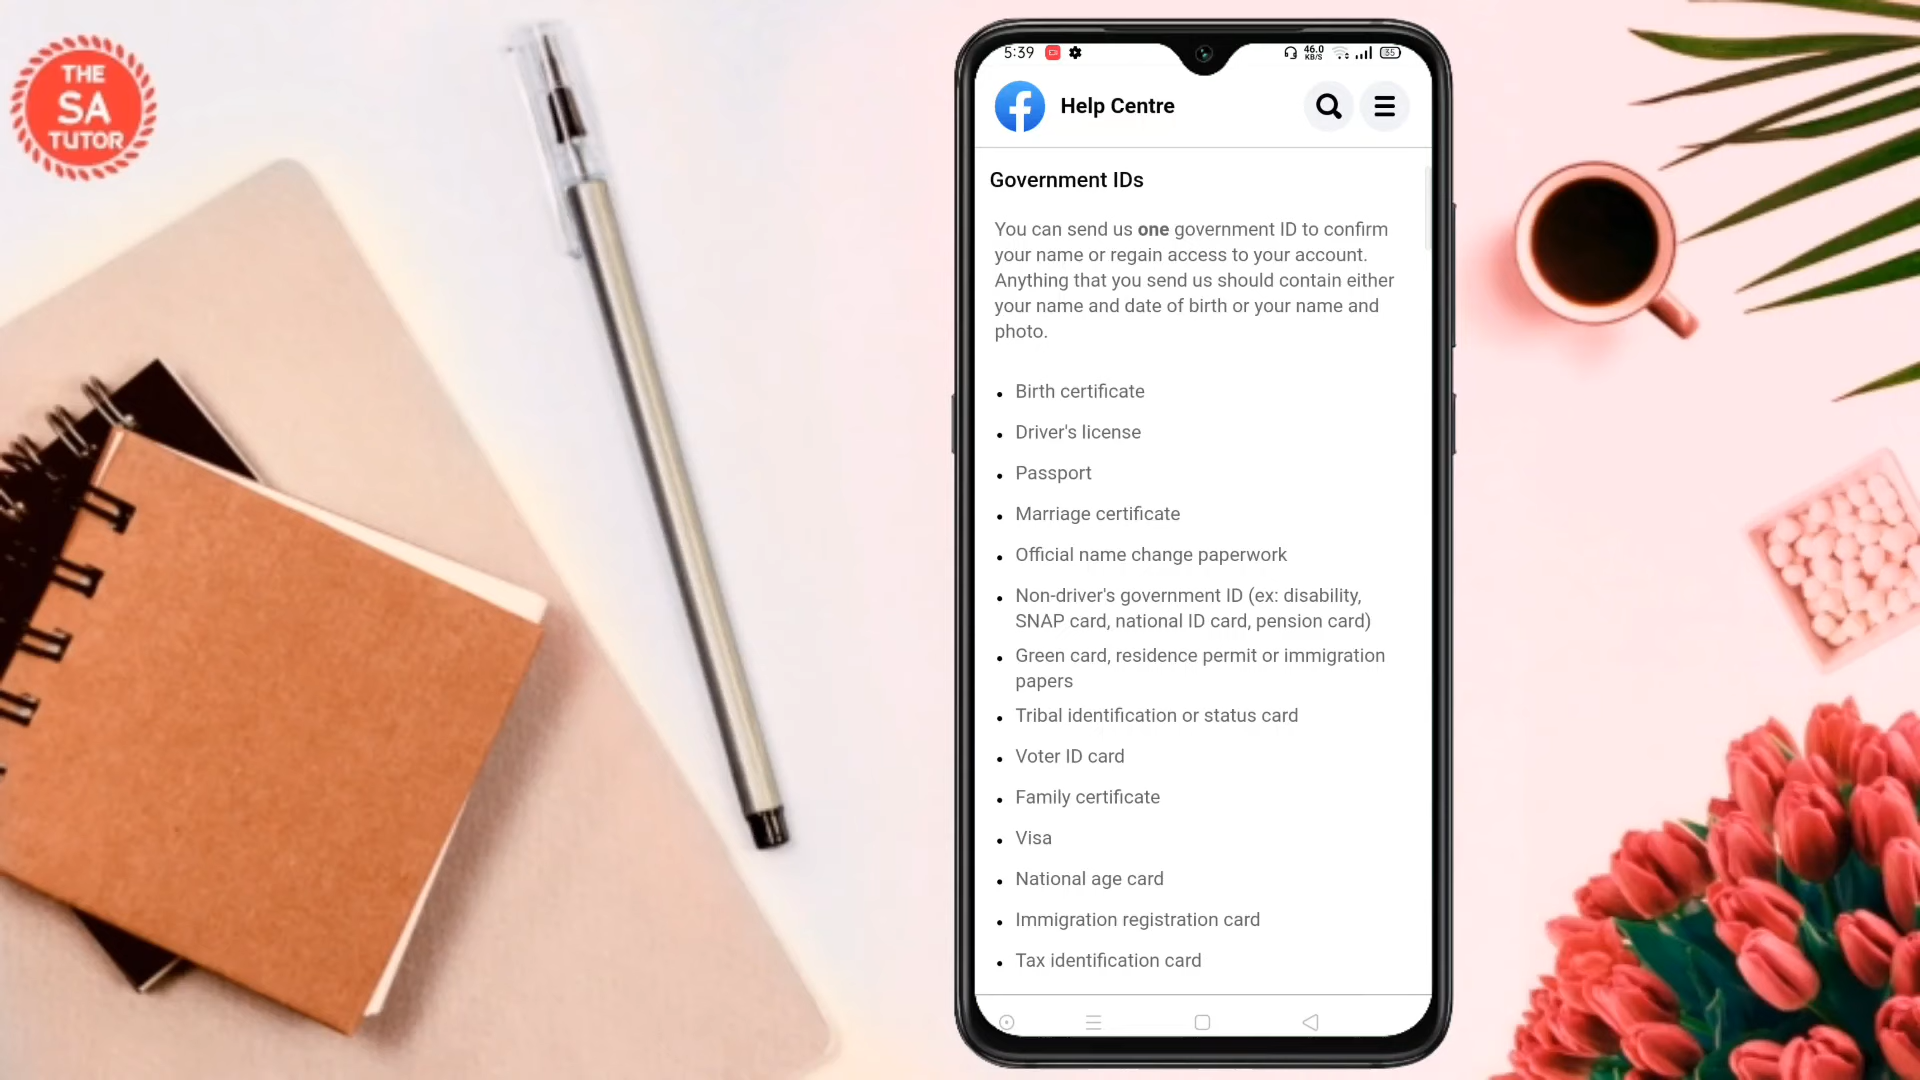 THE
SA
TUTOR
5:39
46.0
KB/S
35
Help Centre
Government IDs
You can send us one government ID to confirm
your name or regain access to your account.
Anything that you send us should contain either
your name and date of birth or your name and
photo.
• Birth certificate
• Driver's license
• Passport
• Marriage certificate
• Official name change paperwork
• Non-driver's government ID (ex: disability,
SNAP card, national ID card, pension card)
• Green card, residence permit or immigration
papers
• Tribal identification or status card
• Voter ID card
• Family certificate
• Visa
• National age card
• Immigration registration card
• Tax identification card